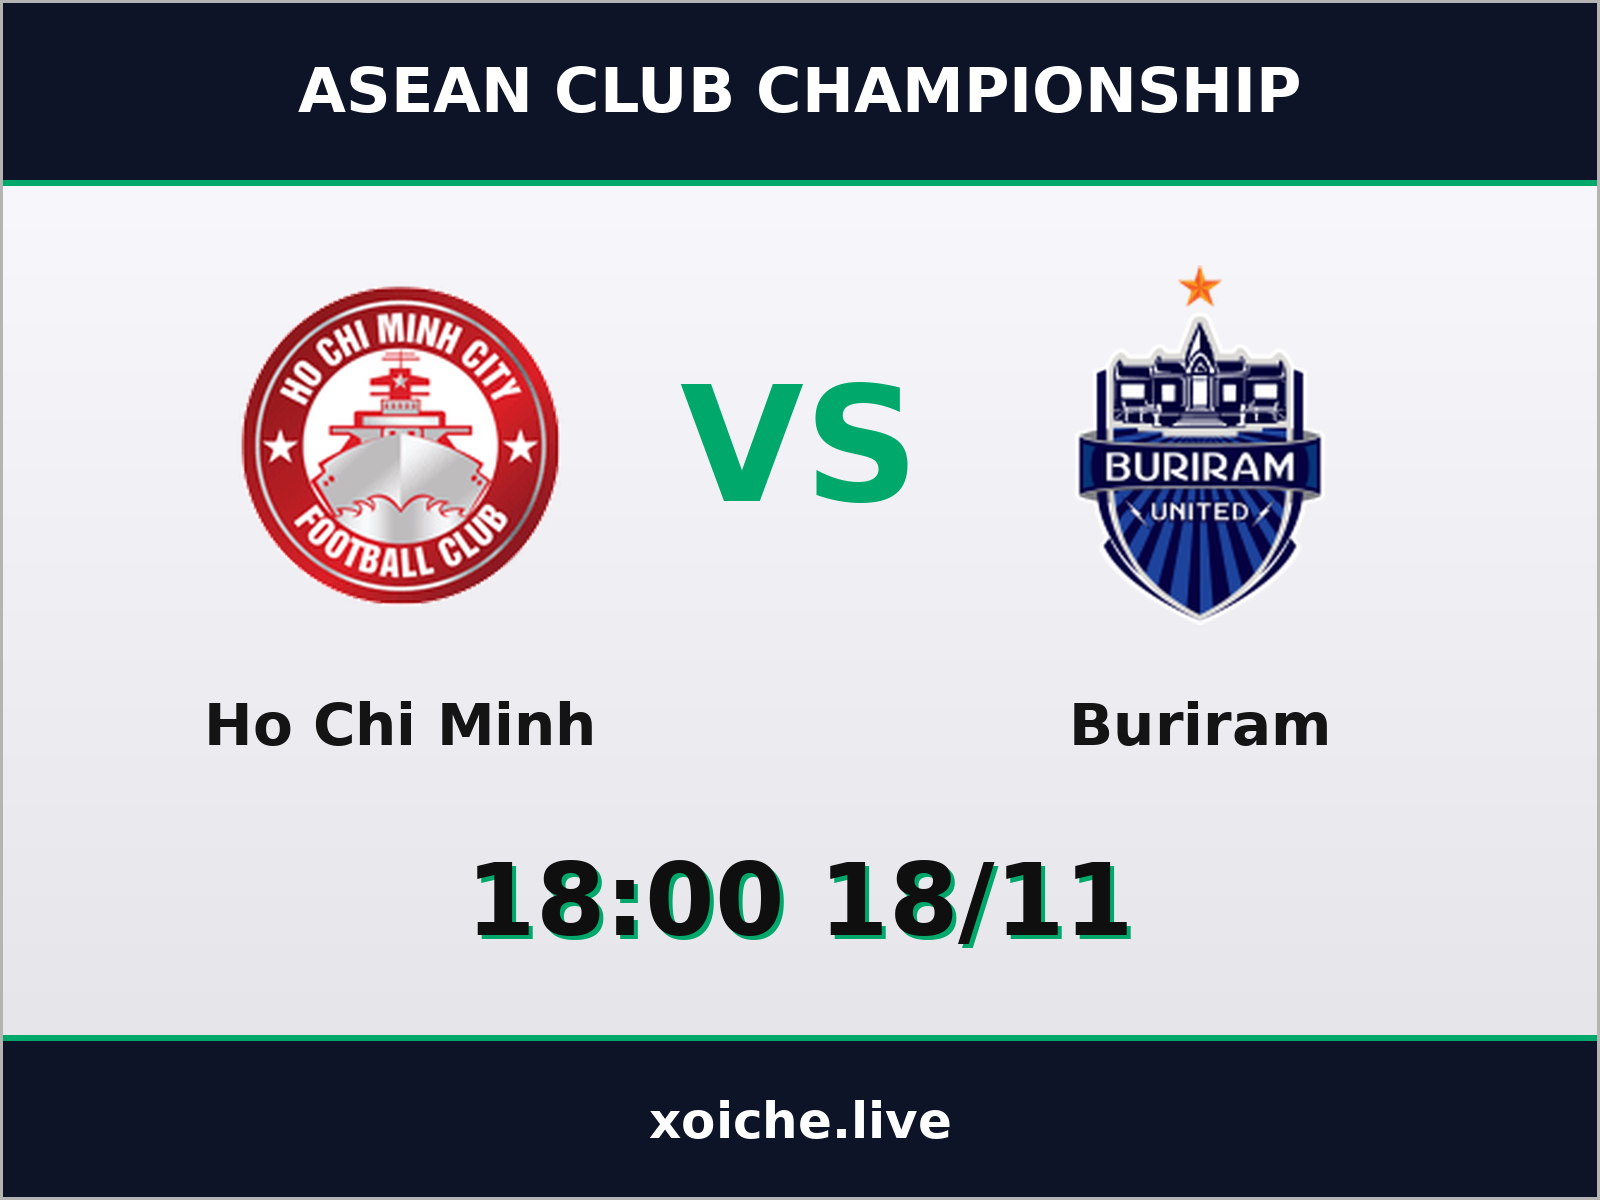 ASEAN CLUB CHAMPIONSHIP
HO CHI MINH CITY
FOOTBALL CLUB
VS
BURIRAM
UNITED
Ho Chi Minh
Buriram
18:00 18/11
xoiche.live